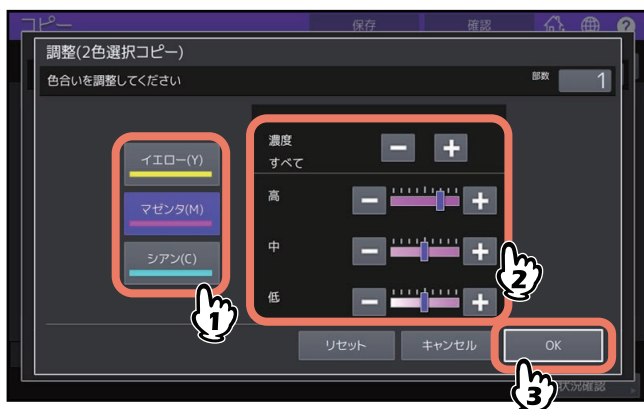 コピー
保存
確認
調整(2色選択コピー)
色合いを調整してください
部数
1
イエロー(Y)
マゼンタ(M)
シアン(C)
濃度
すべて
高
中
低
リセット
キャンセル
OK
1
2
3
状況確認